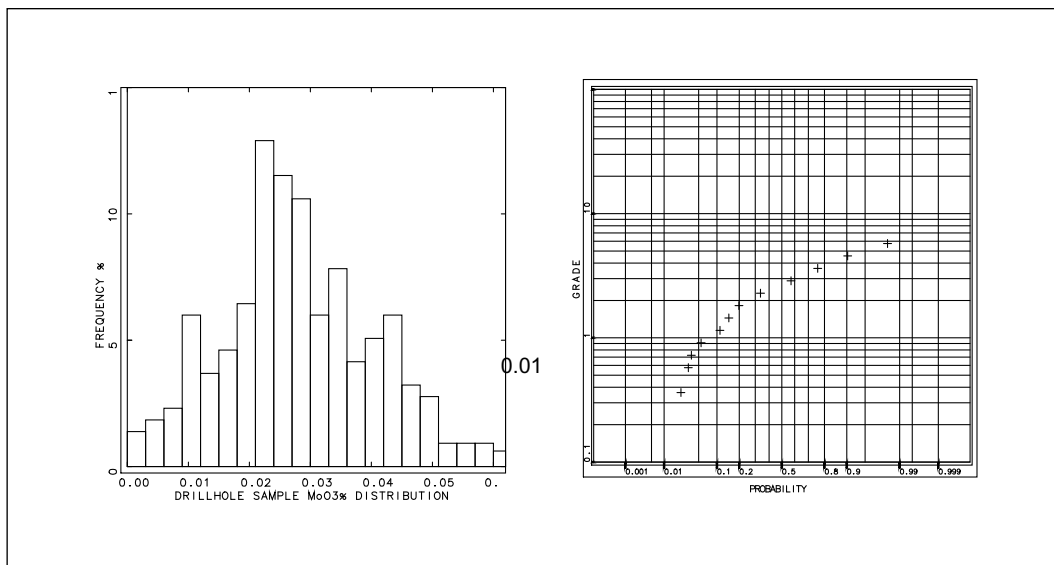 1
10
5
0
FREQUENCY %
0.00 0.01 0.02 0.03 0.04 0.05 0.
DRILLHOLE SAMPLE MoO3% DISTRIBUTION
0.01
10
1
0.1
GRADE
0.001 0.01 0.1 0.2 0.5 0.8 0.9 0.99 0.999
PROBABILITY